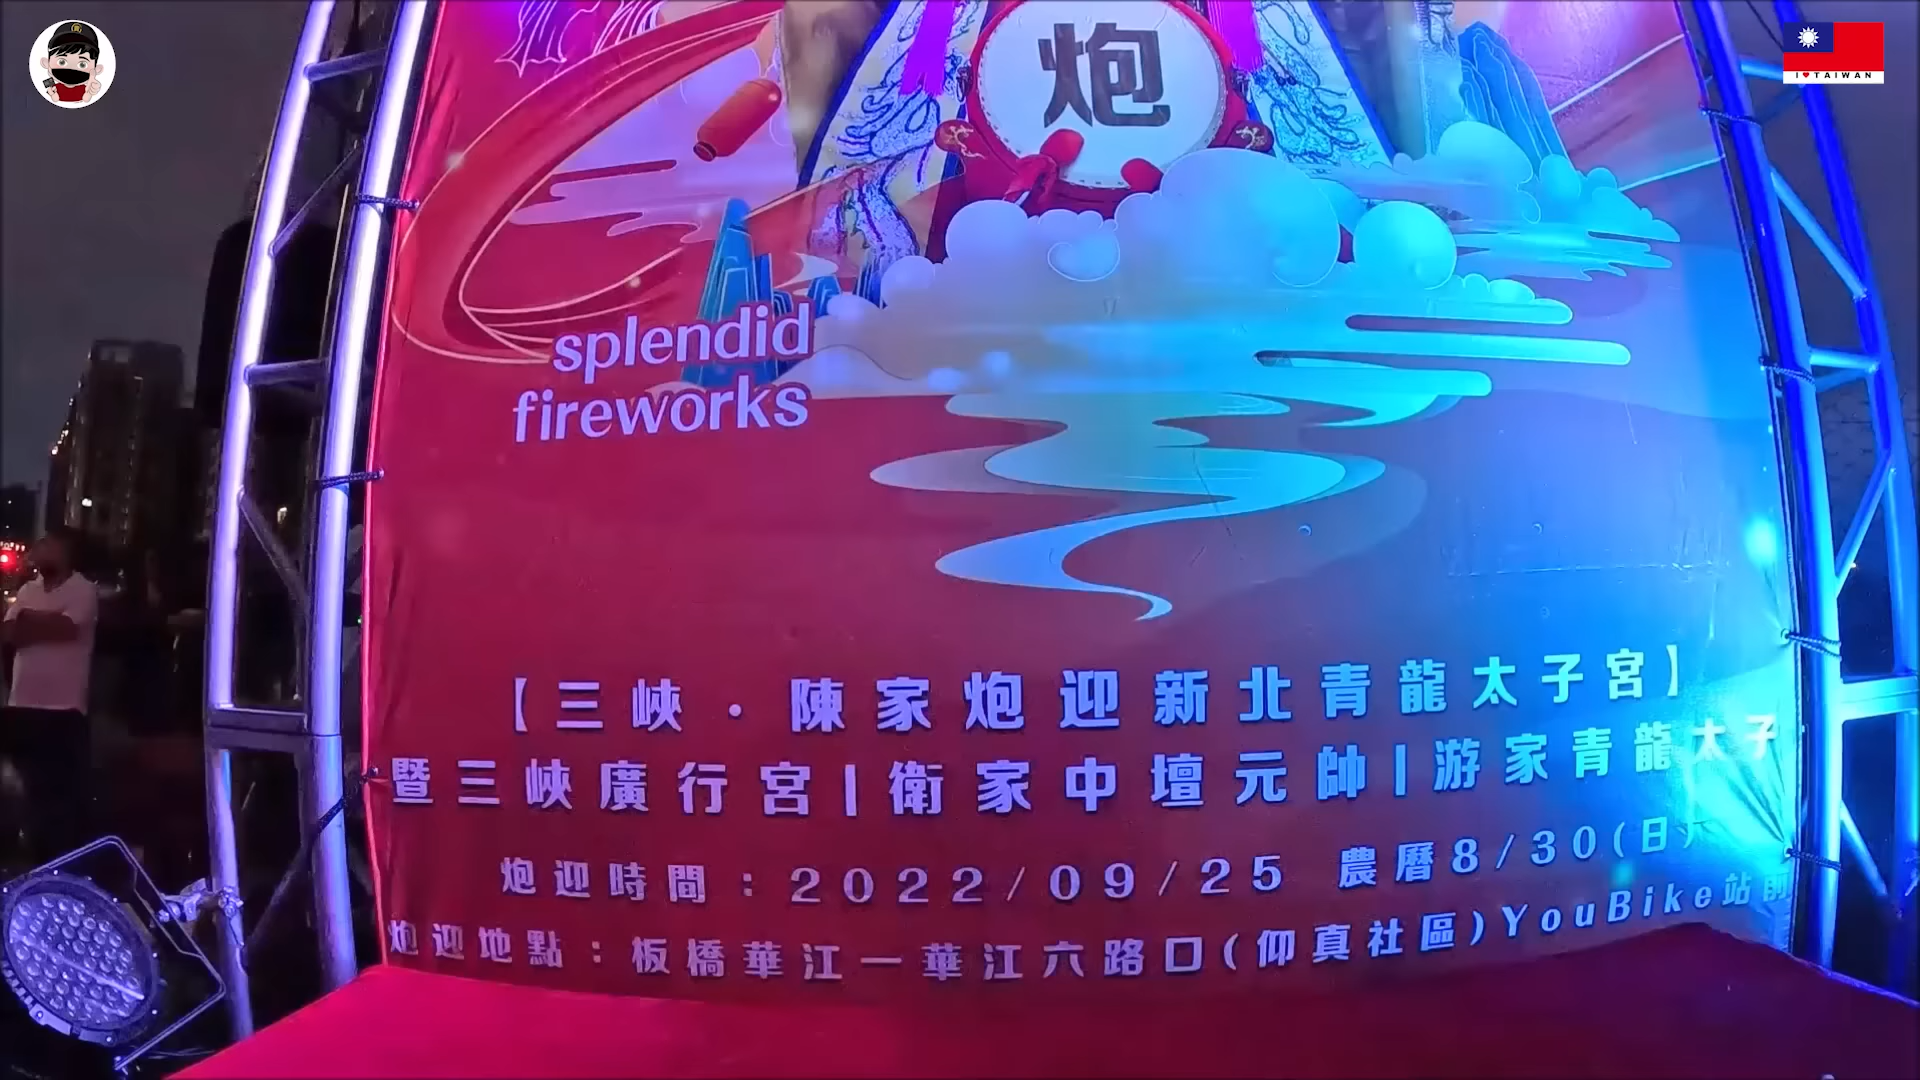 炮
I ♥ TAIWAN
splendid
fireworks
【三峽·陳家炮迎新北青龍太子宮】
暨三峽廣行宮|衛家中壇元帥|游家青龍太子
炮迎時間：2022/09/25 農曆8/30(日)
炮迎地點：板橋華江一華江六路口(仰真社區)YouBike站前